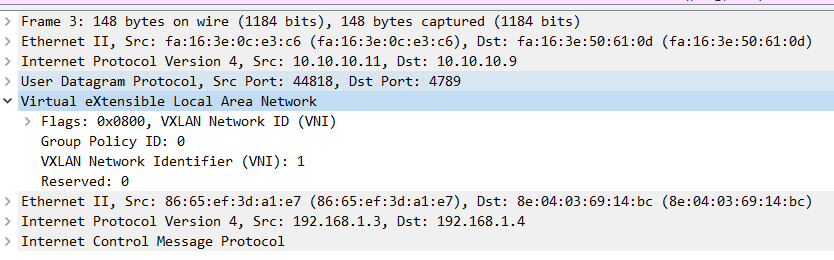 Frame 3: 148 bytes on wire (1184 bits), 148 bytes captured (1184 bits)
Ethernet II, Src: fa:16:3e:0c:e3:c6 (fa:16:3e:0c:e3:c6), Dst: fa:16:3e:50:61:0d (fa:16:3e:50:61:0d)
Internet Protocol Version 4, Src: 10.10.10.11, Dst: 10.10.10.9
User Datagram Protocol, Src Port: 44818, Dst Port: 4789
Virtual eXtensible Local Area Network
Flags: 0x0800, VXLAN Network ID (VNI)
Group Policy ID: 0
VXLAN Network Identifier (VNI): 1
Reserved: 0
Ethernet II, Src: 86:65:ef:3d:a1:e7 (86:65:ef:3d:a1:e7), Dst: 8e:04:03:69:14:bc (8e:04:03:69:14:bc)
Internet Protocol Version 4, Src: 192.168.1.3, Dst: 192.168.1.4
Internet Control Message Protocol